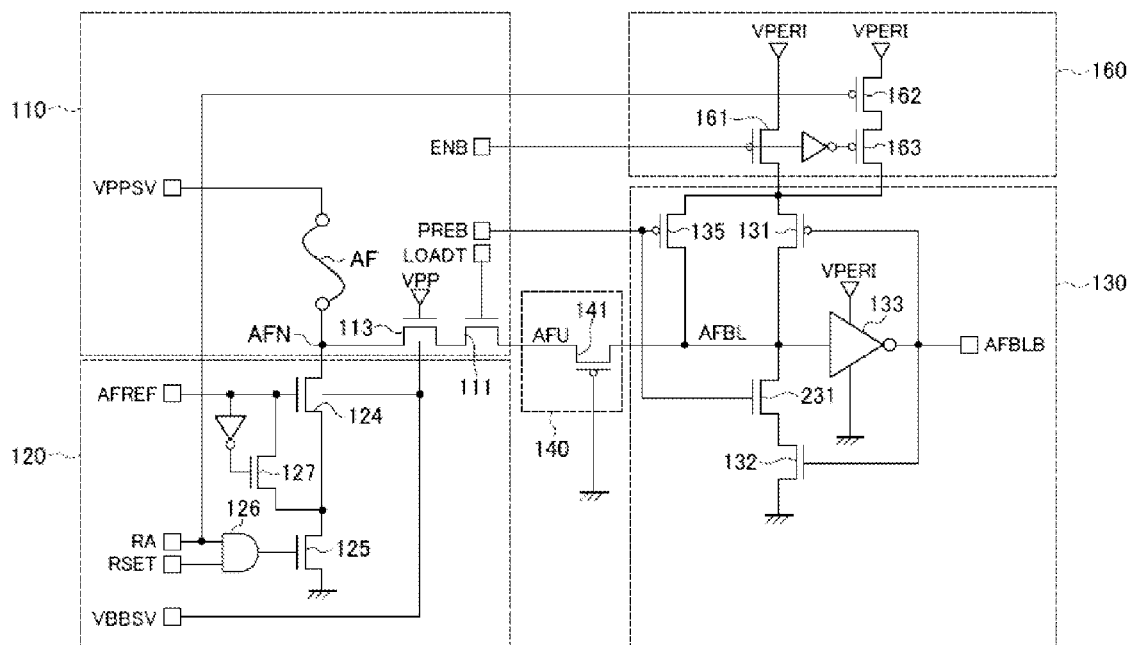 VPERI VPERI
110
160
162
161
ENB
163
VPPSV
PREB
135 131
LOADT
AF
VPP
VPERI
130
141
133
AFN
113
AFU
AFBL
AFBLB
111
AFREF
124
231
120
140
127
132
126
RA
125
RSET
VBBSV